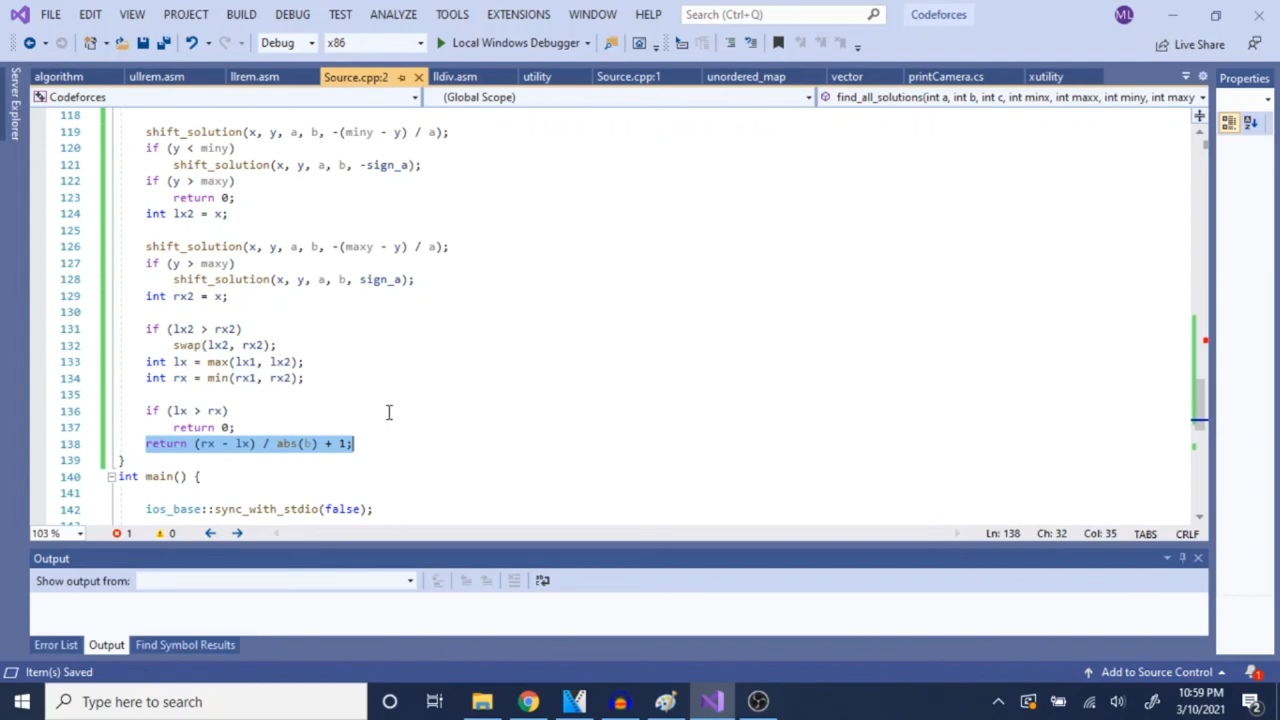 FILE EDIT VIEW PROJECT BUILD DEBUG TEST ANALYZE TOOLS EXTENSIONS WINDOW HELP Search (Ctrl+Q) Codeforces ML
Debug x86 Local Windows Debugger Live Share
algorithm ullrem.asm llrem.asm Source.cpp:2 lldiv.asm utility Source.cpp:1 unordered_map vector printCamera.cs xutility Properties
Server Explorer
Codeforces (Global Scope) find_all_solutions(int a, int b, int c, int minx, int maxx, int miny, int maxy
118
119 shift_solution(x, y, a, b, -(miny - y) / a);
120 if (y < miny)
121 shift_solution(x, y, a, b, -sign_a);
122 if (y > maxy)
123 return 0;
124 int lx2 = x;
125
126 shift_solution(x, y, a, b, -(maxy - y) / a);
127 if (y > maxy)
128 shift_solution(x, y, a, b, sign_a);
129 int rx2 = x;
130
131 if (lx2 > rx2)
132 swap(lx2, rx2);
133 int lx = max(lx1, lx2);
134 int rx = min(rx1, rx2);
135
136 if (lx > rx)
137 return 0;
138 return (rx - lx) / abs(b) + 1;
139 }
140 int main() {
141
142 ios_base::sync_with_stdio(false);
103 % 1 0 Ln: 138 Ch: 32 Col: 35 TABS CRLF
Output
Show output from:
Error List Output Find Symbol Results
Item(s) Saved Add to Source Control 1
Type here to search 10:59 PM
3/10/2021 2